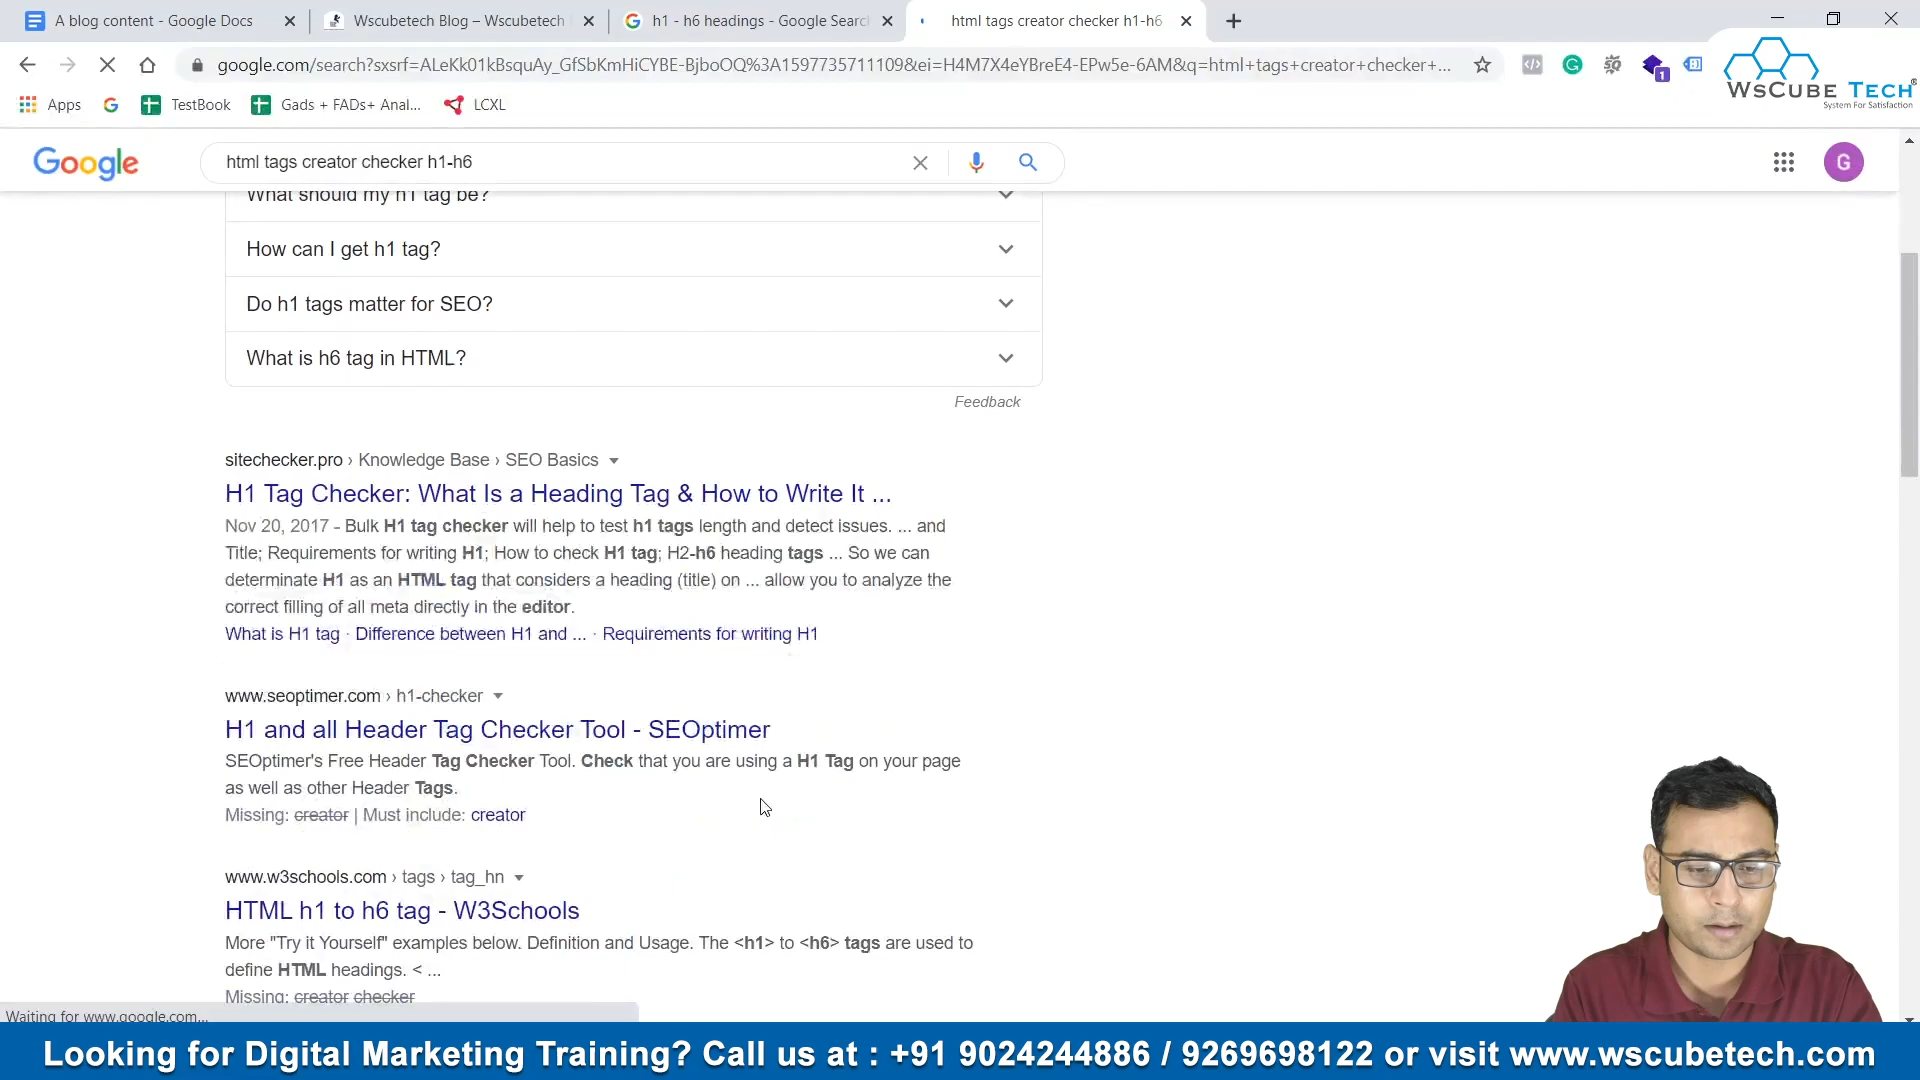 A blog content - Google Docs
Wscubetech Blog – Wscubetech
h1 - h6 headings - Google Search
html tags creator checker h1-h6
google.com/search?sxsrf=ALeKk01kBsquAy_GfSbKmHiCYBE-BjboOQ%3A1597735711109&ei=H4M7X4eYBreE4-EPw5e-6AM&q=html+tags+creator+checker+...
WsCube Tech
System For Satisfaction
Apps
TestBook
Gads + FADs+ Anal...
LCXL
Google
html tags creator checker h1-h6
G
What should my h1 tag be?
How can I get h1 tag?
Do h1 tags matter for SEO?
What is h6 tag in HTML?
Feedback
sitechecker.pro › Knowledge Base › SEO Basics
H1 Tag Checker: What Is a Heading Tag & How to Write It ...
Nov 20, 2017 - Bulk H1 tag checker will help to test h1 tags length and detect issues. ... and
Title; Requirements for writing H1; How to check H1 tag; H2-h6 heading tags ... So we can
determinate H1 as an HTML tag that considers a heading (title) on ... allow you to analyze the
correct filling of all meta directly in the editor.
What is H1 tag · Difference between H1 and ... · Requirements for writing H1
www.seoptimer.com › h1-checker
H1 and all Header Tag Checker Tool - SEOptimer
SEOptimer's Free Header Tag Checker Tool. Check that you are using a H1 Tag on your page
as well as other Header Tags.
Missing: creator | Must include: creator
www.w3schools.com › tags › tag_hn
HTML h1 to h6 tag - W3Schools
More "Try it Yourself" examples below. Definition and Usage. The <h1> to <h6> tags are used to
define HTML headings. < ...
Missing: creator checker
Waiting for www.google.com...
Looking for Digital Marketing Training? Call us at : +91 9024244886 / 9269698122 or visit www.wscubetech.com